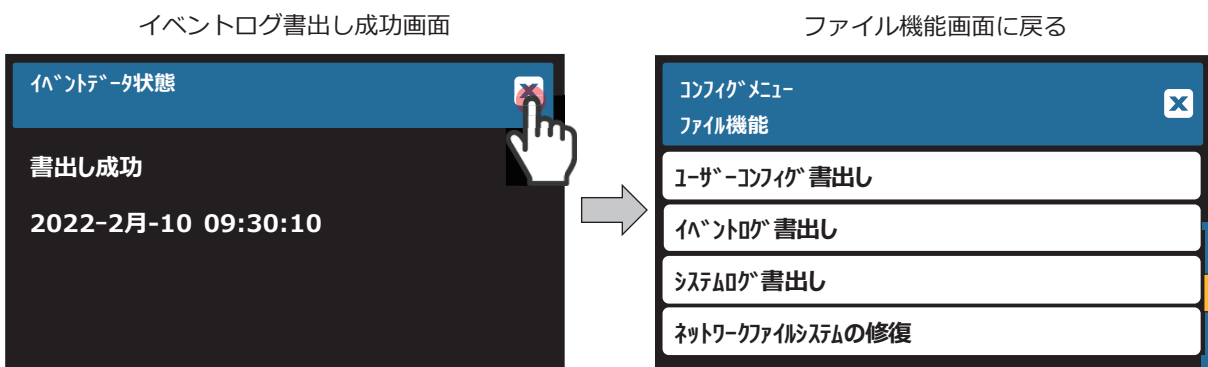 イベントログ書出し成功画面
ｲﾍﾞﾝﾄﾃﾞｰﾀ状態
X
書出し成功
2022-2月-10 09:30:10
ファイル機能画面に戻る
ｺﾝﾌｨｸﾞﾒﾆｭｰ
ﾌｧｲﾙ機能
X
ﾕｰｻﾞｰｺﾝﾌｨｸﾞ書出し
ｲﾍﾞﾝﾄﾛｸﾞ書出し
ｼｽﾃﾑﾛｸﾞ書出し
ﾈｯﾄﾜｰｸﾌｧｲﾙｼｽﾃﾑの修復